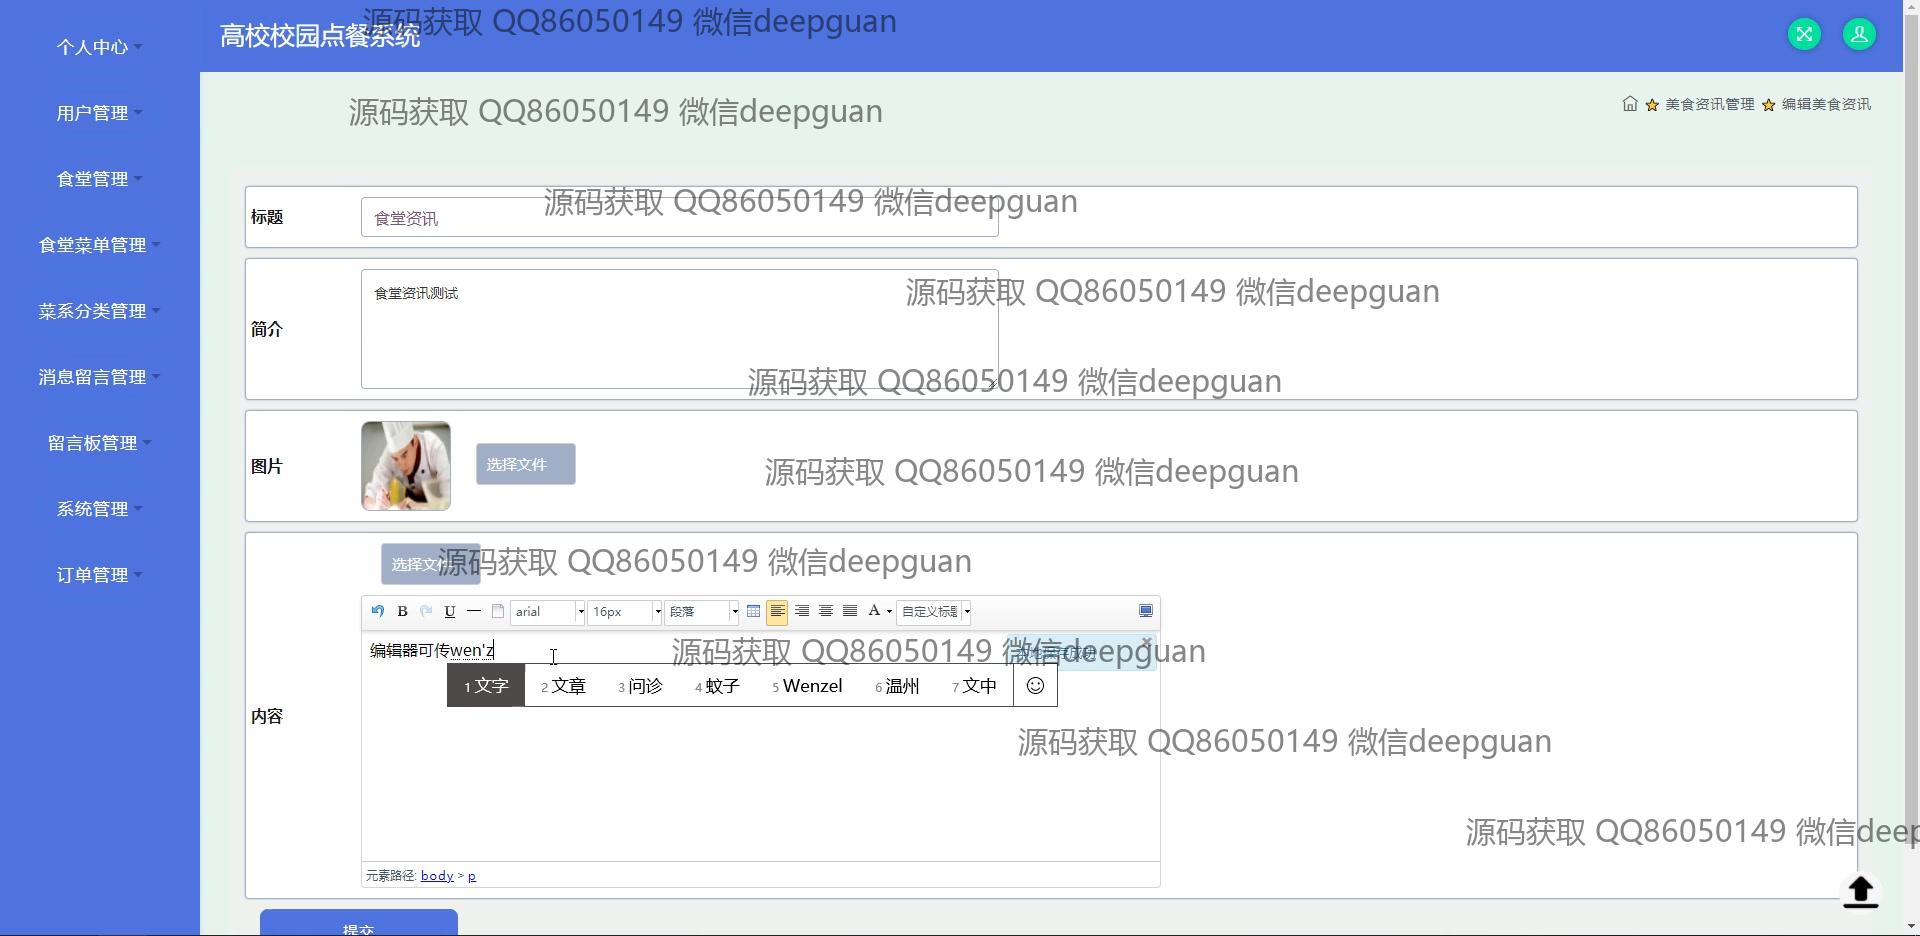 源码获取 QQ86050149 微信deepguan
高校校园点餐系统
个人中心
用户管理
食堂管理
食堂菜单管理
菜系分类管理
消息留言管理
留言板管理
系统管理
订单管理
源码获取 QQ86050149 微信deepguan
美食资讯管理 编辑美食资讯
源码获取 QQ86050149 微信deepguan
标题 食堂资讯
源码获取 QQ86050149 微信deepguan
食堂资讯测试
简介
源码获取 QQ86050149 微信deepguan
图片 选择文件
源码获取 QQ86050149 微信deepguan
选择文件
源码获取 QQ86050149 微信deepguan
B U arial 16px 段落 A 自定义标题
编辑器可传wen'z
源码获取 QQ86050149 微信deepguan
本地保存成功
1 文字 2 文章 3 问诊 4 蚊子 5 Wenzel 6 温州 7 文中
内容
源码获取 QQ86050149 微信deepguan
源码获取 QQ86050149 微信deep
元素路径: body > p
提交